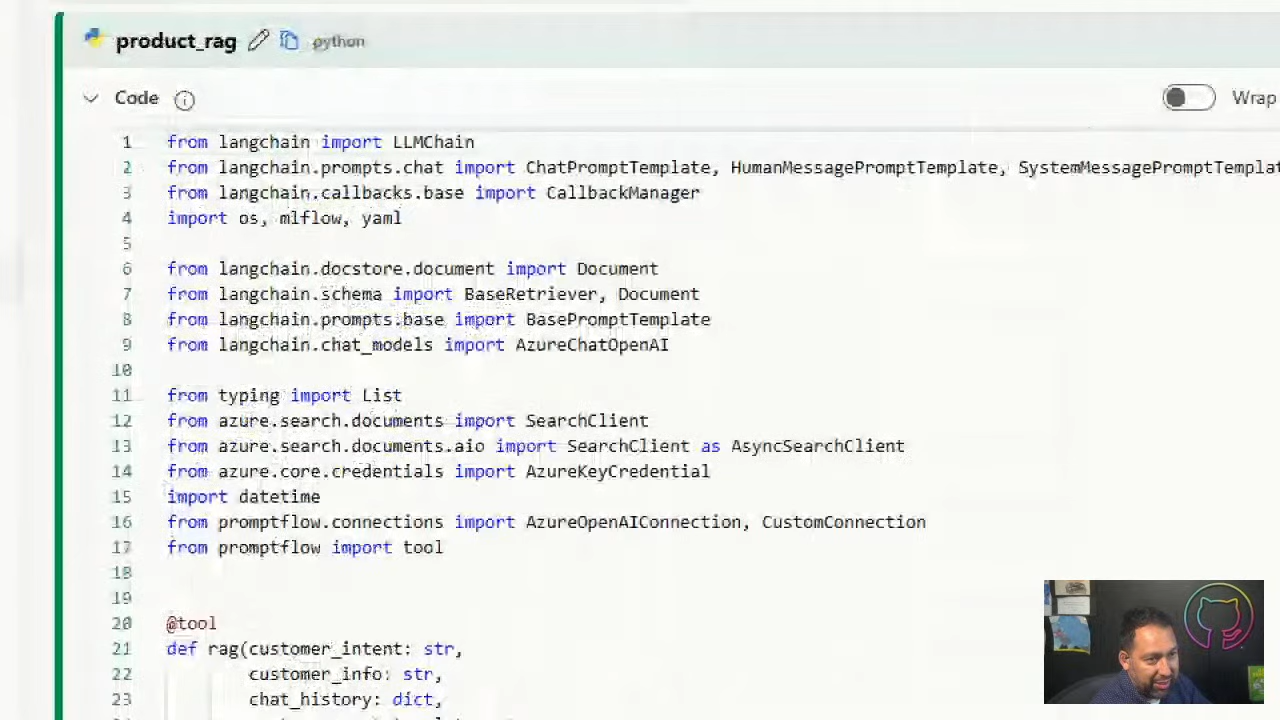 product_rag python
Code
Wrap
1 from langchain import LLMChain
2 from langchain.prompts.chat import ChatPromptTemplate, HumanMessagePromptTemplate, SystemMessagePromptTemplat
3 from langchain.callbacks.base import CallbackManager
4 import os, mlflow, yaml
5
6 from langchain.docstore.document import Document
7 from langchain.schema import BaseRetriever, Document
8 from langchain.prompts.base import BasePromptTemplate
9 from langchain.chat_models import AzureChatOpenAI
10
11 from typing import List
12 from azure.search.documents import SearchClient
13 from azure.search.documents.aio import SearchClient as AsyncSearchClient
14 from azure.core.credentials import AzureKeyCredential
15 import datetime
16 from promptflow.connections import AzureOpenAIConnection, CustomConnection
17 from promptflow import tool
18
19
20 @tool
21 def rag(customer_intent: str,
22 customer_info: str,
23 chat_history: dict,